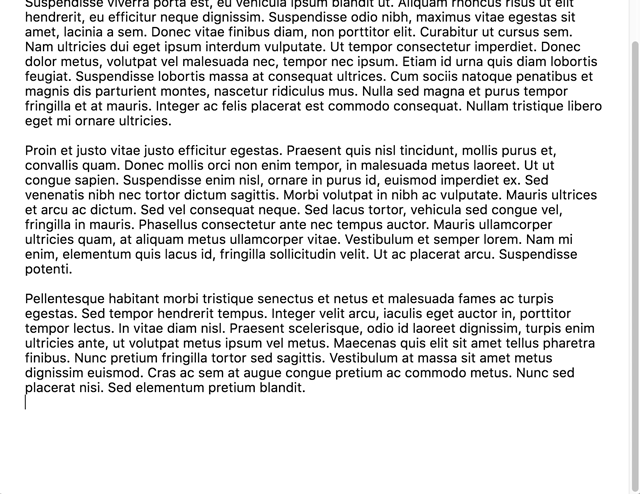 Suspendisse viverra porta est, eu vehicula ipsum blandit ut. Aliquam rhoncus risus ut elit
hendrerit, eu efficitur neque dignissim. Suspendisse odio nibh, maximus vitae egestas sit
amet, lacinia a sem. Donec vitae finibus diam, non porttitor elit. Curabitur ut cursus sem.
Nam ultricies dui eget ipsum interdum vulputate. Ut tempor consectetur imperdiet. Donec
dolor metus, volutpat vel malesuada nec, tempor nec ipsum. Etiam id urna quis diam lobortis
feugiat. Suspendisse lobortis massa at consequat ultrices. Cum sociis natoque penatibus et
magnis dis parturient montes, nascetur ridiculus mus. Nulla sed magna et purus tempor
fringilla et at mauris. Integer ac felis placerat est commodo consequat. Nullam tristique libero
eget mi ornare ultricies.

Proin et justo vitae justo efficitur egestas. Praesent quis nisl tincidunt, mollis purus et,
convallis quam. Donec mollis orci non enim tempor, in malesuada metus laoreet. Ut ut
congue sapien. Suspendisse enim nisl, ornare in purus id, euismod imperdiet ex. Sed
venenatis nibh nec tortor dictum sagittis. Morbi volutpat in nibh ac vulputate. Mauris ultrices
et arcu ac dictum. Sed vel consequat neque. Sed lacus tortor, vehicula sed congue vel,
fringilla in mauris. Phasellus consectetur ante nec tempus auctor. Mauris ullamcorper
ultricies quam, at aliquam metus ullamcorper vitae. Vestibulum et semper lorem. Nam mi
enim, elementum quis lacus id, fringilla sollicitudin velit. Ut ac placerat arcu. Suspendisse
potenti.

Pellentesque habitant morbi tristique senectus et netus et malesuada fames ac turpis
egestas. Sed tempor hendrerit tempus. Integer velit arcu, iaculis eget auctor in, porttitor
tempor lectus. In vitae diam nisl. Praesent scelerisque, odio id laoreet dignissim, turpis enim
ultricies ante, ut volutpat metus ipsum vel metus. Maecenas quis elit sit amet tellus pharetra
finibus. Nunc pretium fringilla tortor sed sagittis. Vestibulum at massa sit amet metus
dignissim euismod. Cras ac sem at augue congue pretium ac commodo metus. Nunc sed
placerat nisi. Sed elementum pretium blandit.